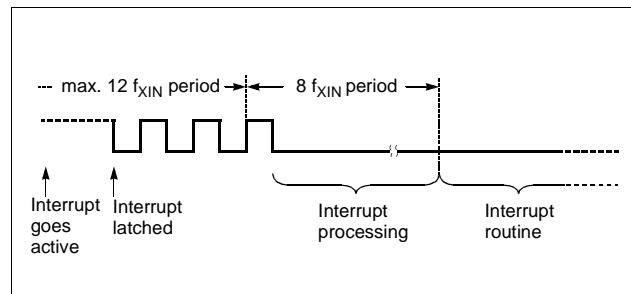 max. 12 fXIN period
8 fXIN period
Interrupt
goes
active
Interrupt
latched
Interrupt
processing
Interrupt
routine